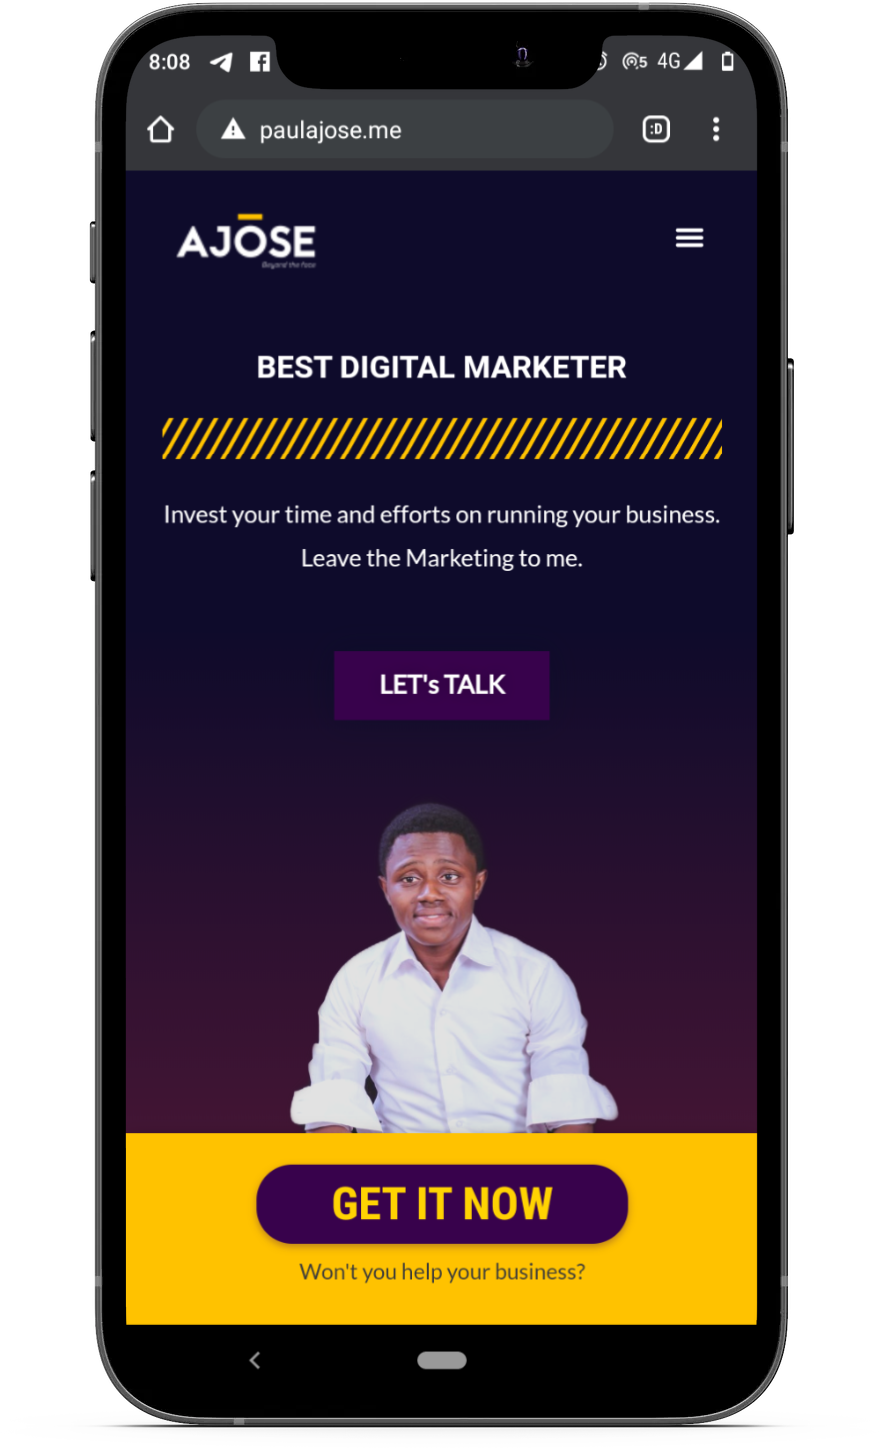 8:08
5 4G
:D
paulajose.me
AJŌSE
Beyond the Face
BEST DIGITAL MARKETER
Invest your time and efforts on running your business.
Leave the Marketing to me.
LET's TALK
GET IT NOW
Won't you help your business?